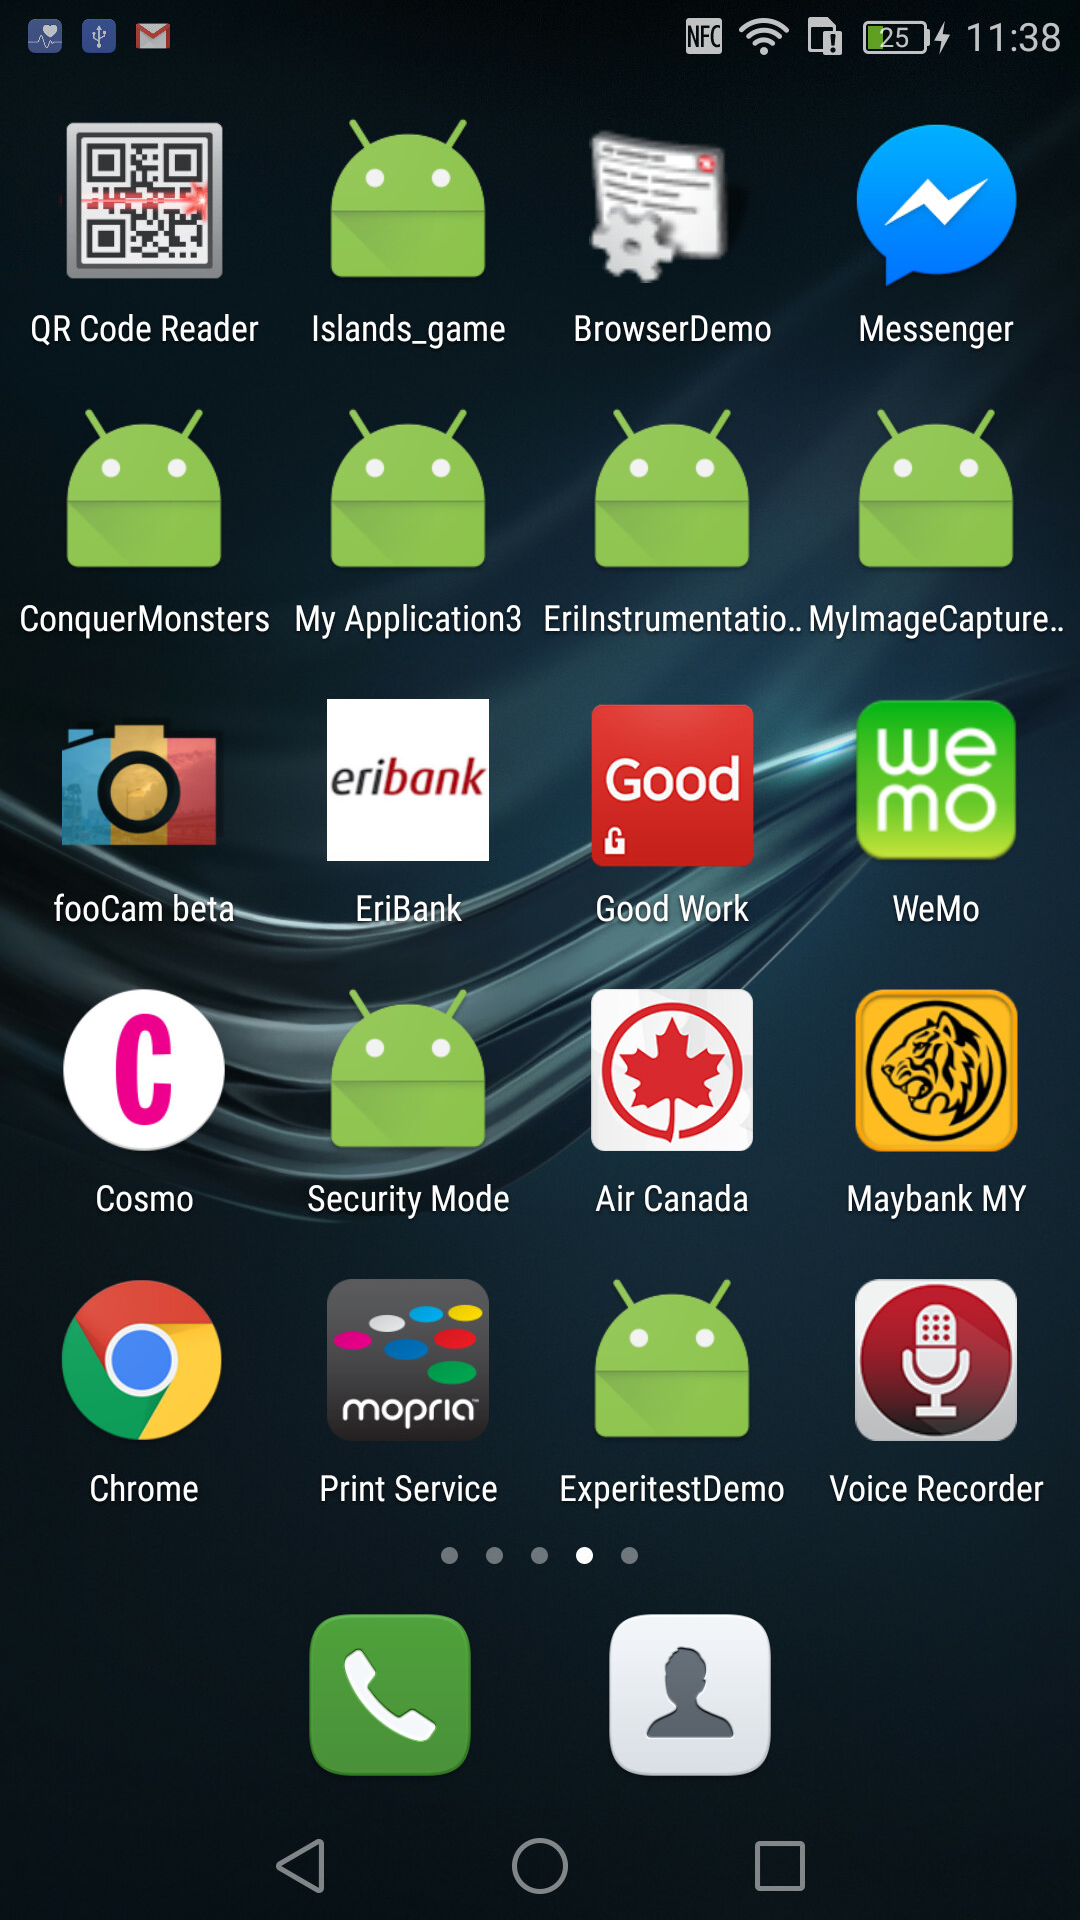 NFC 25 11:38
QR Code Reader Islands_game BrowserDemo Messenger
ConquerMonsters My Application3 EriInstrumentatio.. MyImageCapture..
eribank Good we mo
fooCam beta EriBank Good Work WeMo
C
Cosmo Security Mode Air Canada Maybank MY
mopria™
Chrome Print Service ExperitestDemo Voice Recorder